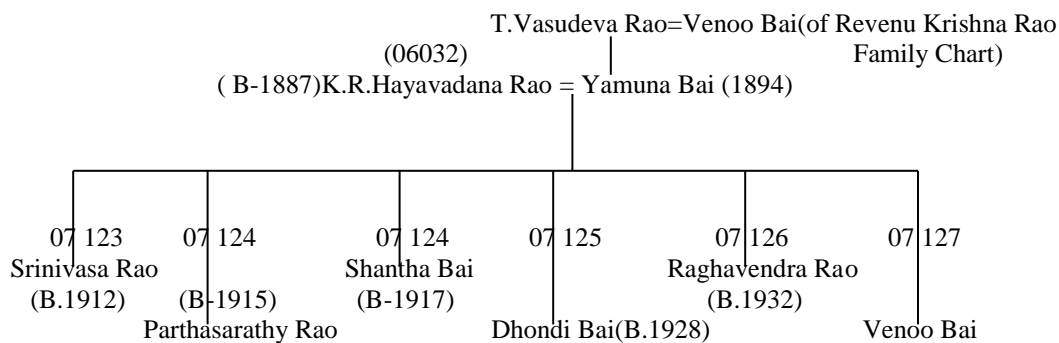 T.Vasudeva Rao=Venoo Bai(of Revenu Krishna Rao
(06032) Family Chart)
( B-1887)K.R.Hayavadana Rao = Yamuna Bai (1894)
07 123 07 124 07 124 07 125 07 126 07 127
Srinivasa Rao Shantha Bai Raghavendra Rao
(B.1912) (B-1915) (B-1917) (B.1932)
Parthasarathy Rao Dhondi Bai(B.1928) Venoo Bai